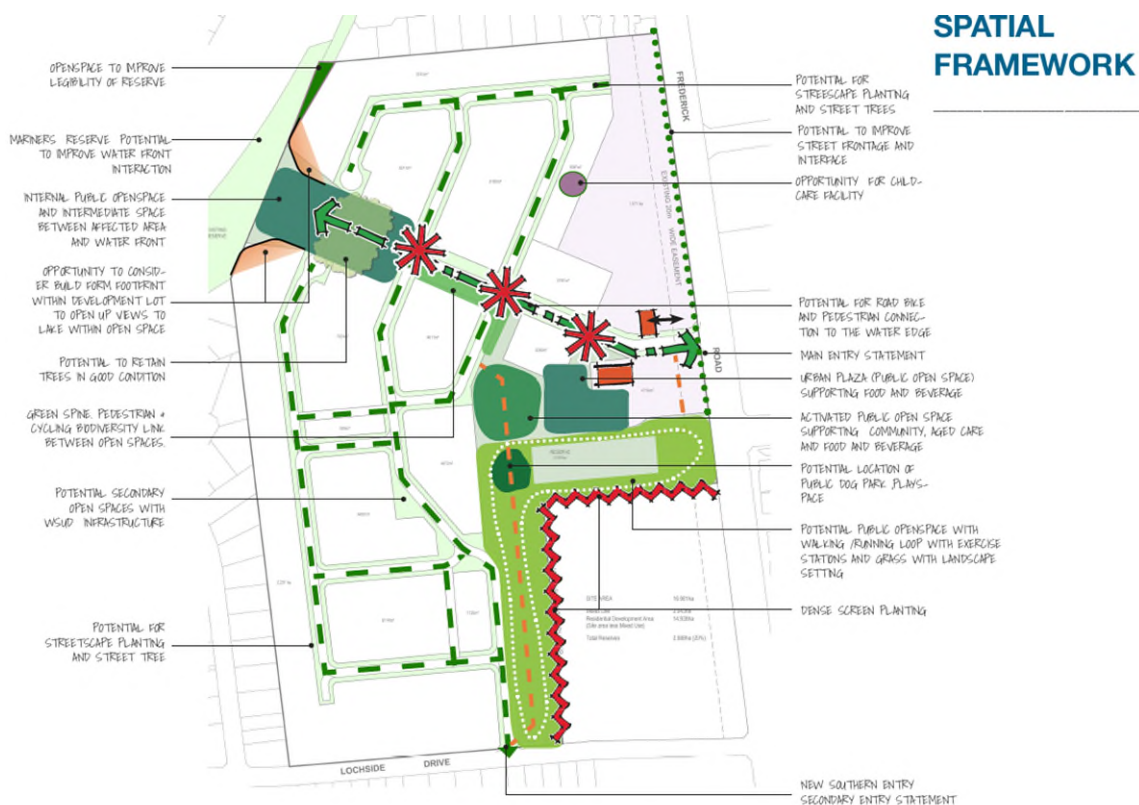 SPATIAL
FRAMEWORK
OPENSPACE TO IMPROVE
LEGIBILITY OF RESERVE
MARINERS RESERVE POTENTIAL
TO IMPROVE WATER FRONT
INTERACTION
INTERNAL PUBLIC OPENSPACE
AND INTERMEDIATE SPACE
BETWEEN AFFECTED AREA
AND WATER FRONT
OPPORTUNITY TO CONSID-
ER BUILD FORM FOOTPRINT
WITHIN DEVELOPMENT LOT
TO OPEN UP VEWS TO
LAKE WITHIN OPEN SPACE
POTENTIAL TO RETAIN
TREES IN GOOD CONDITION
GREEN SPINE, PEDESTRIAN &
CYCLING BIODVERSITY LINK
BETWEEN OPEN SPACES.
POTENTIAL SECONDARY
OPEN SPACES WITH
WSUD INFRASTRUCTURE
POTENTIAL FOR
STREETSCAPE PLANTING
AND STREET TREE
POTENTIAL FOR
STREESCAPE PLANTING
AND STREET TREES
POTENTIAL TO IMPROVE
STREET FRONTAGE AND
INTERFACE
OPPORTUNITY FOR CHILD-
CARE FACILITY
POTENTIAL FOR ROAD BIKE
AND PEDESTRIAN CONNEC-
TION TO THE WATER EDGE
MAIN ENTRY STATEMENT
URBAN PLAZA (PUBLIC OPEN SPACE)
SUPPORTING FOOD AND BEVERAGE
ACTIVATED PUBLIC OPEN SPACE
SUPPORTING COMMUNITY, AGED CARE
AND FOOD AND BEVERAGE
POTENTIAL LOCATION OF
PUBLIC DOG PARK /PLAYS-
PACE
POTENTIAL PUBLIC OPENSPACE WITH
WALKING /RUNNING LOOP WITH EXERCISE
STATIONS AND GRASS WITH LANDSCAPE
SETTING
DENSE SCREEN PLANTING
NEW SOUTHERN ENTRY
SECONDARY ENTRY STATEMENT
FREDERICK
ROAD
EXISTING 20m WIDE EASEMENT
RESERVE
SITE AREA
Residential Development Area
(Site area less Mixed Use)
Total Reserves
LOCHSIDE DRIVE